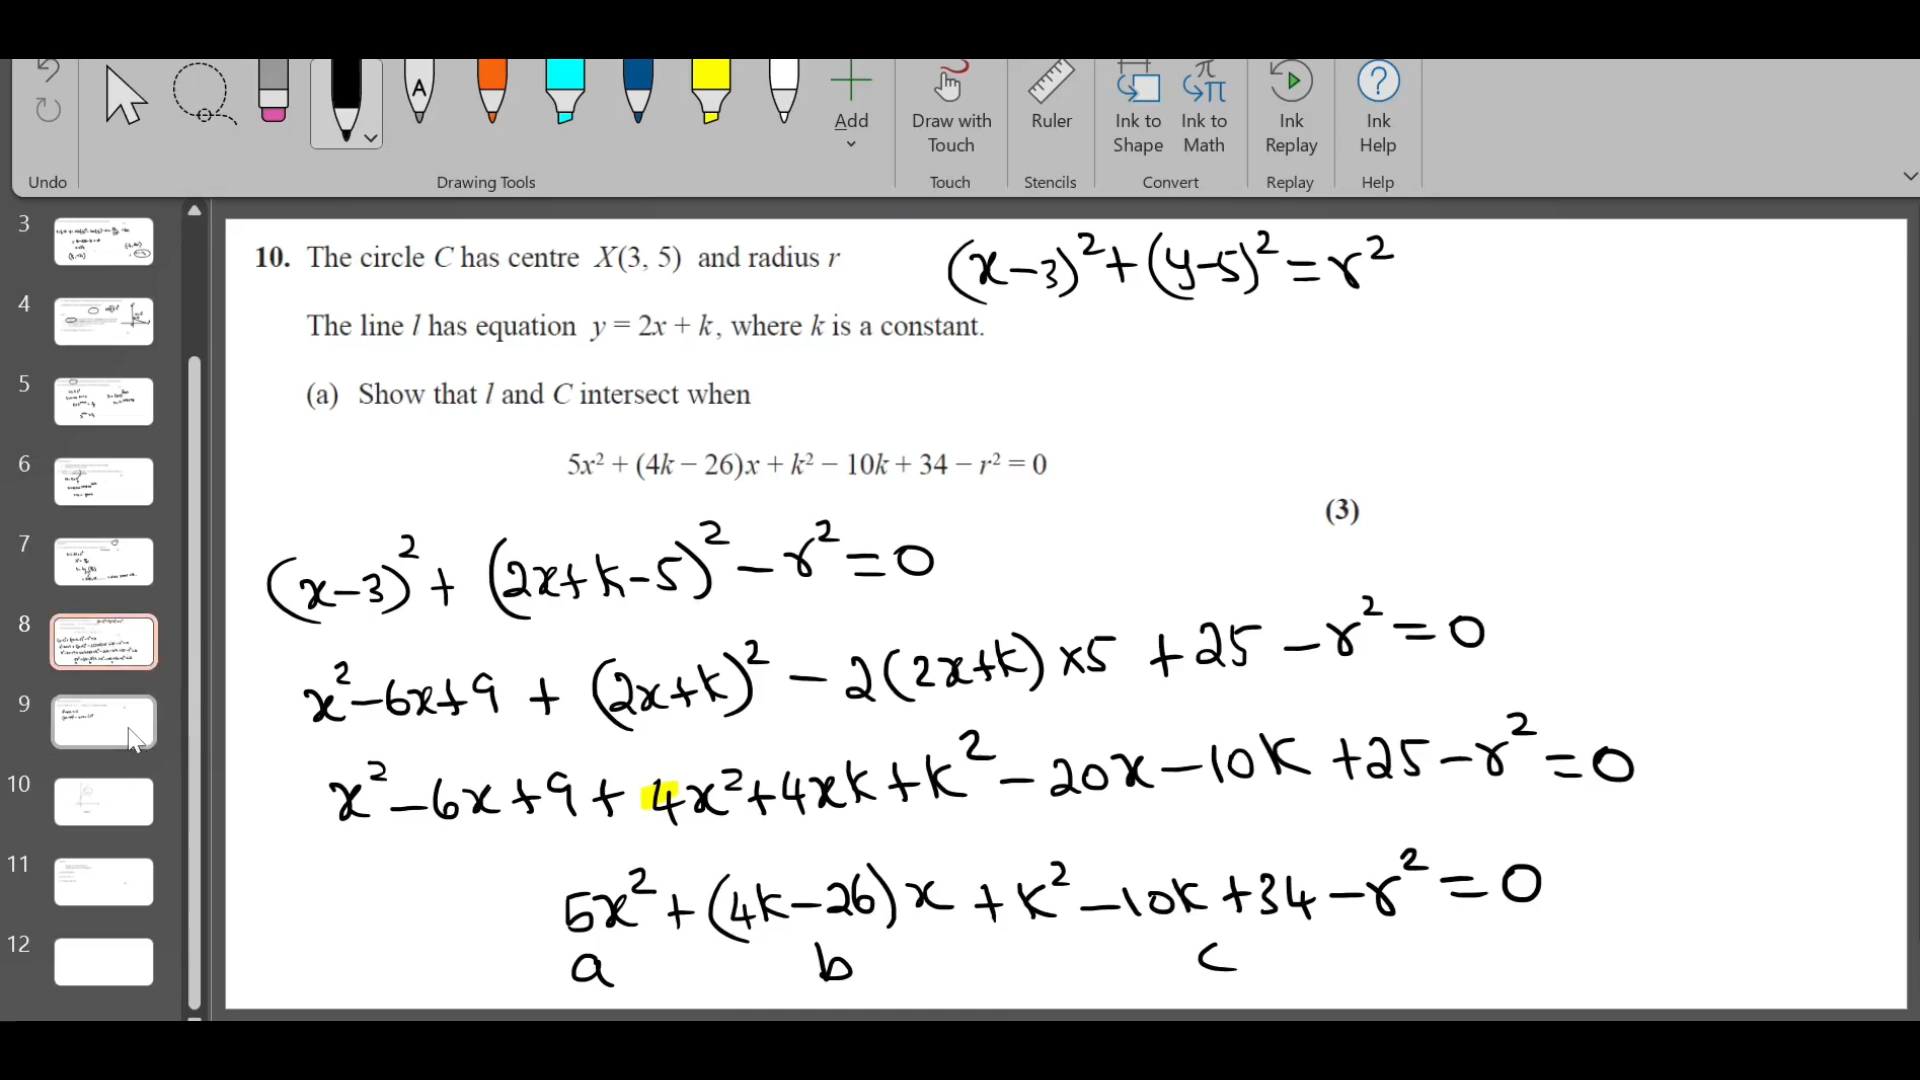 Undo
A
Drawing Tools
Add
Draw with Touch
Touch
Ruler
Stencils
Ink to Shape
Ink to Math
Convert
Ink Replay
Replay
Ink Help
Help
3
4
5
6
7
8
9
10
11
12
10. The circle C has centre X(3, 5) and radius r
(x-3)²+(y-5)²=r²
The line l has equation y = 2x + k, where k is a constant.
(a) Show that l and C intersect when
5x² + (4k − 26)x + k² − 10k + 34 − r² = 0
(3)
(x-3)² + (2x+k-5)² - r² = 0
x²-6x+9 + (2x+k)² - 2(2x+k)×5 + 25 - r² = 0
x²-6x+9+4x²+4xk+k²-20x-10k+25-r²=0
5x²+(4k-26)x+k²-10k+34-r²=0
a b c